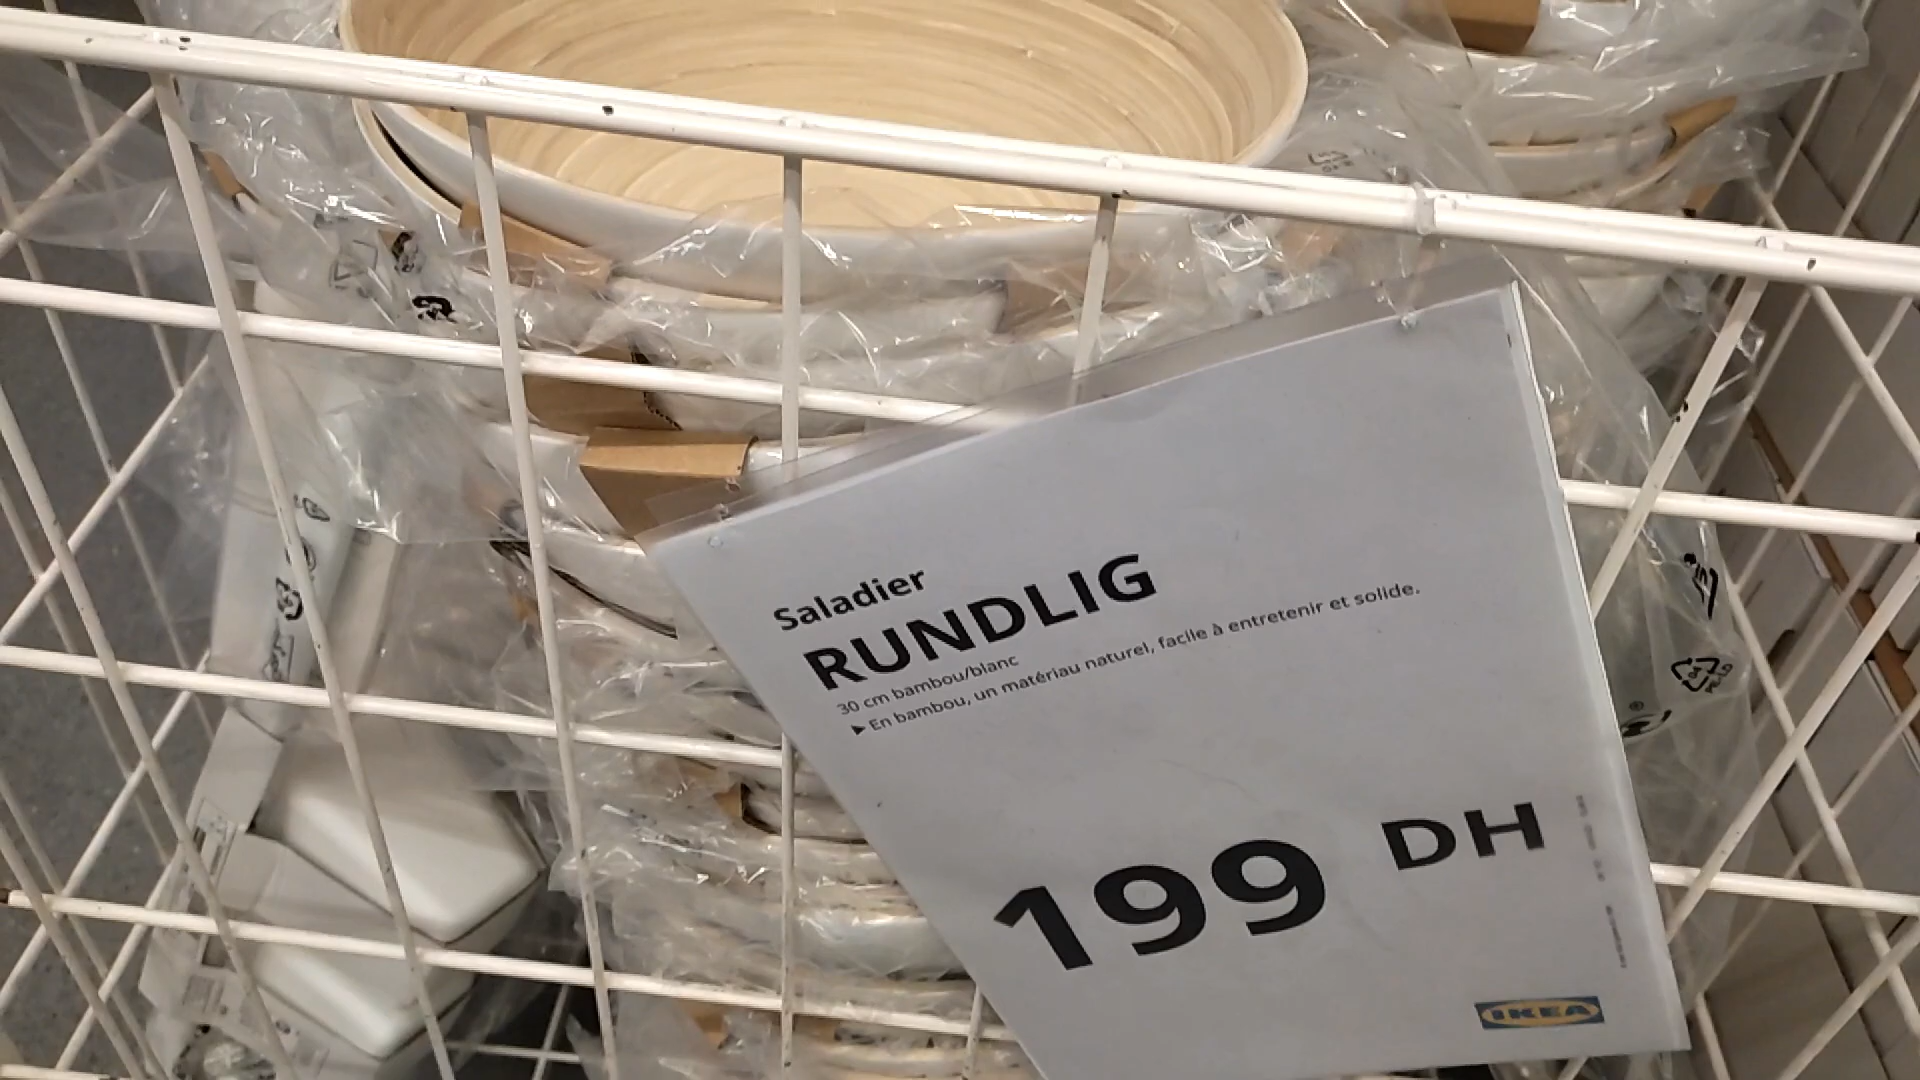 Saladier
RUNDLIG
30 cm bambou/blanc
▶ En bambou, un matériau naturel, facile à entretenir et solide.
199 DH
IKEA